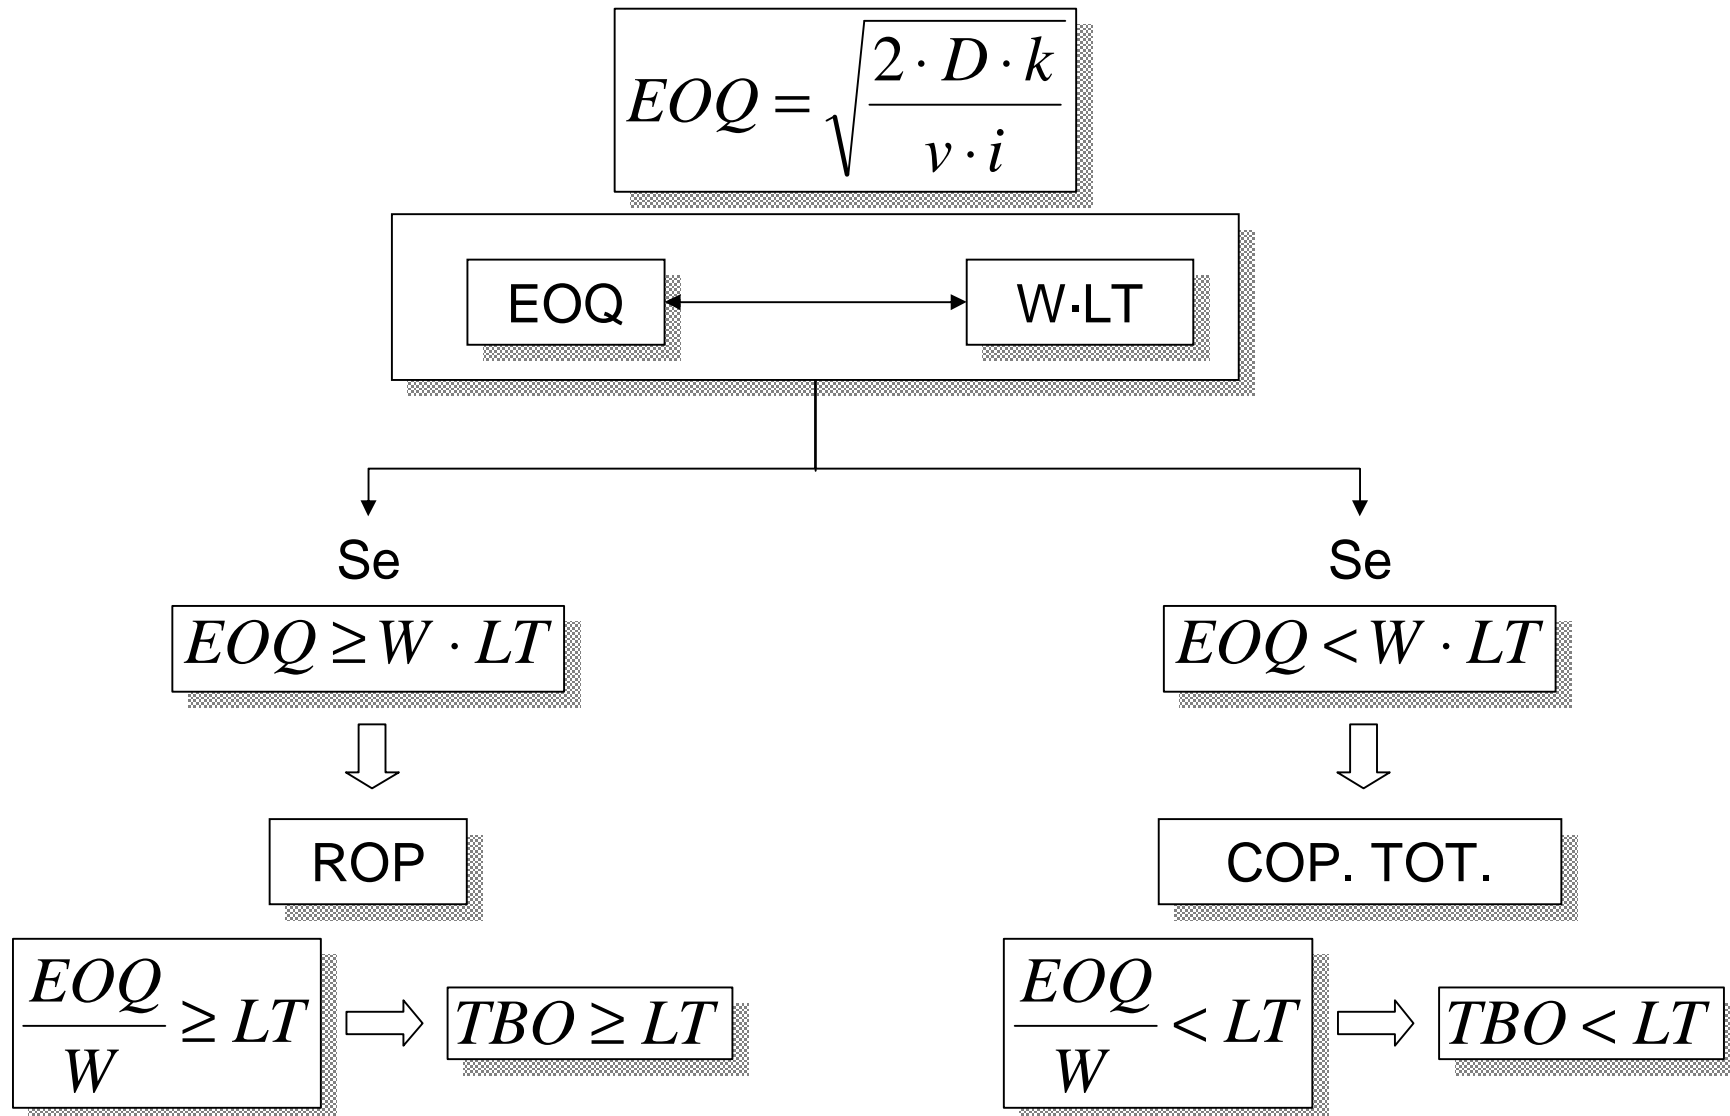 EOQ = √(2 · D · k / v · i)
EOQ W·LT
Se Se
EOQ ≥ W · LT EOQ < W · LT
ROP COP. TOT.
EOQ/W ≥ LT TBO ≥ LT EOQ/W < LT TBO < LT